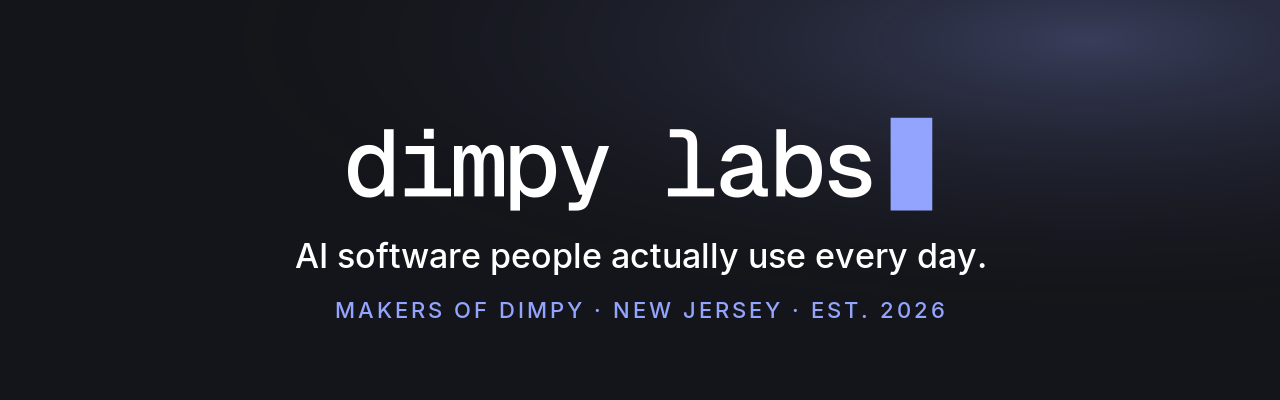 dimpy labs
AI software people actually use every day.
MAKERS OF DIMPY · NEW JERSEY · EST. 2026